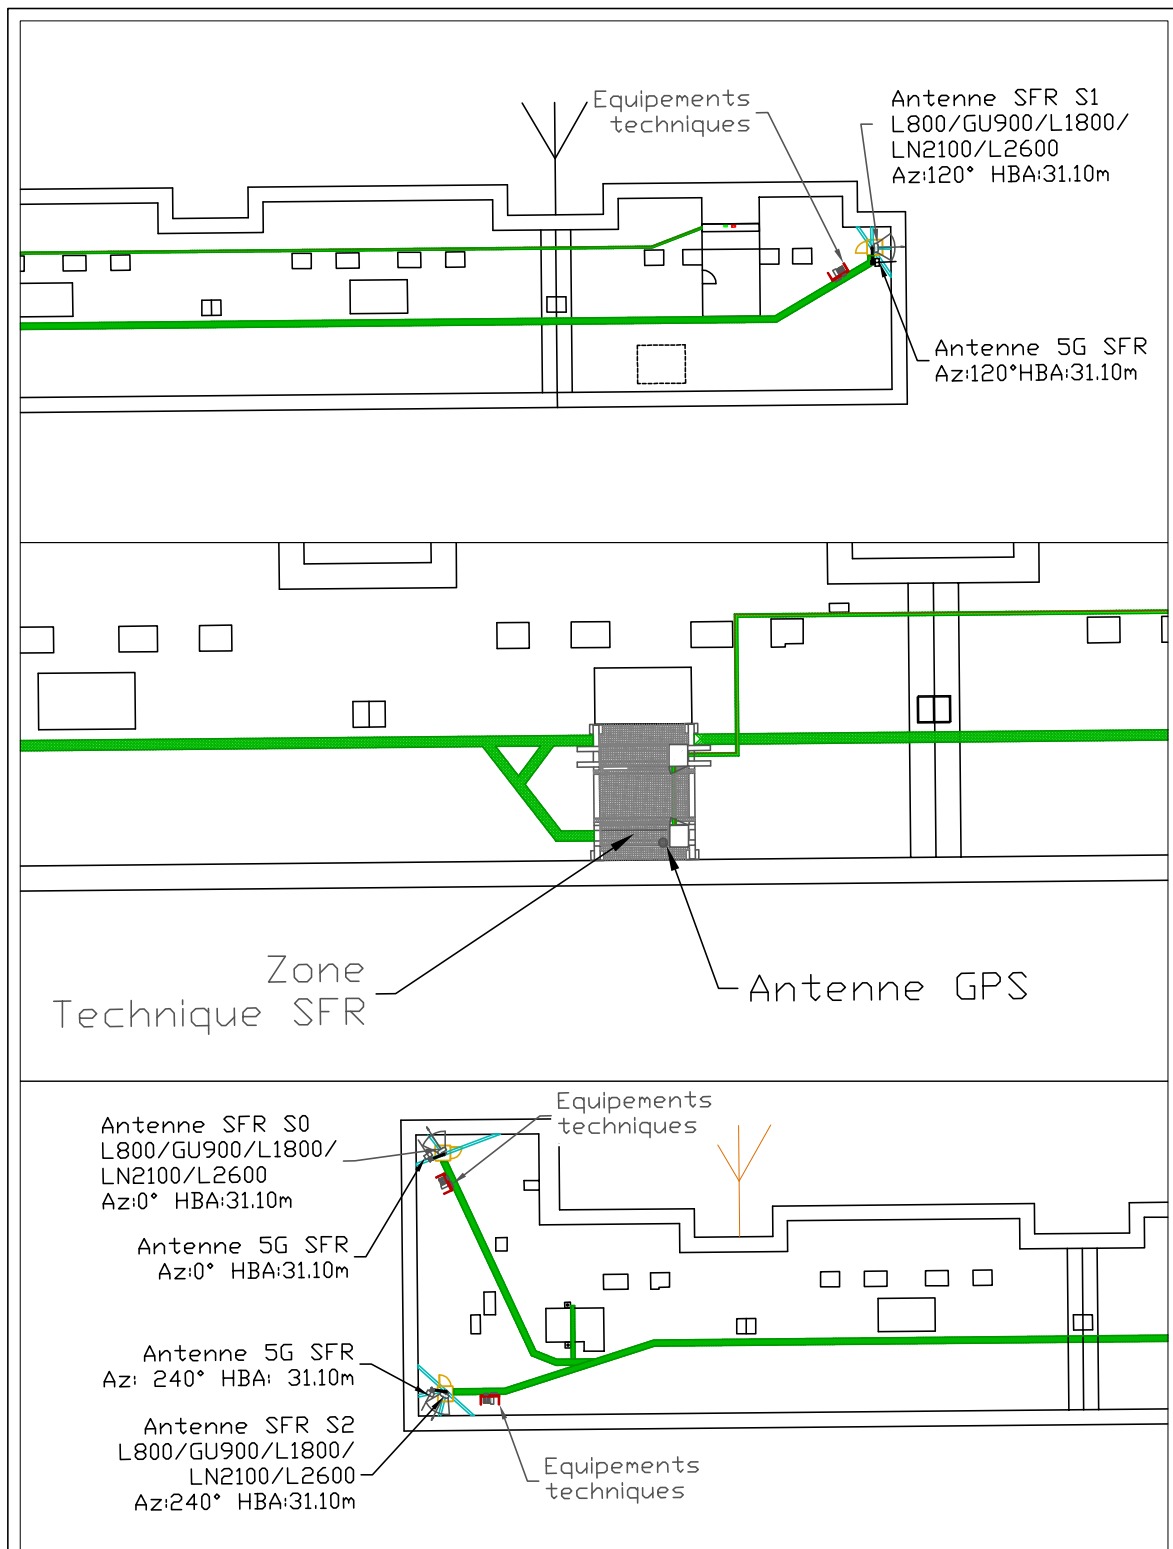 Equipements
techniques
Antenne SFR S1
L800/GU900/L1800/
LN2100/L2600
Az:120° HBA:31.10m
Antenne 5G SFR
Az:120°HBA:31.10m
Zone
Technique SFR
Antenne GPS
Equipements
techniques
Antenne SFR S0
L800/GU900/L1800/
LN2100/L2600
Az:0° HBA:31.10m
Antenne 5G SFR
Az:0° HBA:31.10m
Antenne 5G SFR
Az: 240° HBA: 31.10m
Antenne SFR S2
L800/GU900/L1800/
LN2100/L2600
Az:240° HBA:31.10m
Equipements
techniques